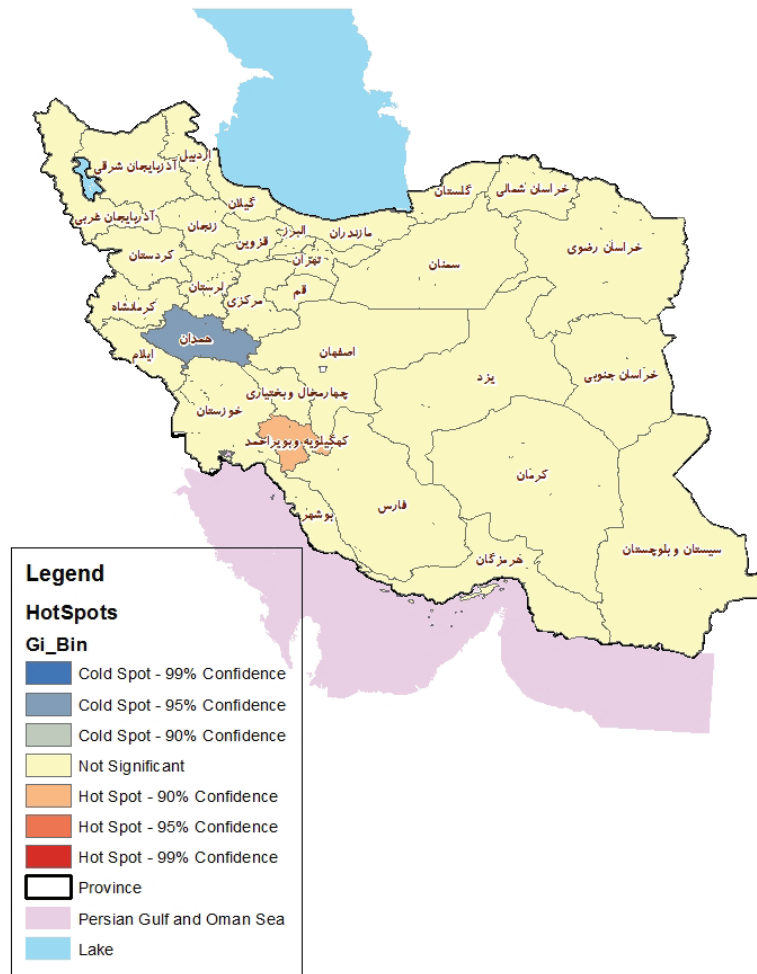 اردبیل
آذربایجان شرقی
گیلان
گلستان
خراسان شمالی
آذربایجان غربی
زنجان
قزوین
البرز
مازندران
خراسان رضوی
تهران
سمنان
کردستان
لرستان
مرکزی
قم
کرمانشاه
همدان
ایلام
اصفهان
یزد
خراسان جنوبی
چهارمحال وبختیاری
خوزستان
کهگیلویه وبویراحمد
کرمان
فارس
بوشهر
سیستان و بلوچستان
هرمزگان
Legend
HotSpots
Gi_Bin
Cold Spot - 99% Confidence
Cold Spot - 95% Confidence
Cold Spot - 90% Confidence
Not Significant
Hot Spot - 90% Confidence
Hot Spot - 95% Confidence
Hot Spot - 99% Confidence
Province
Persian Gulf and Oman Sea
Lake